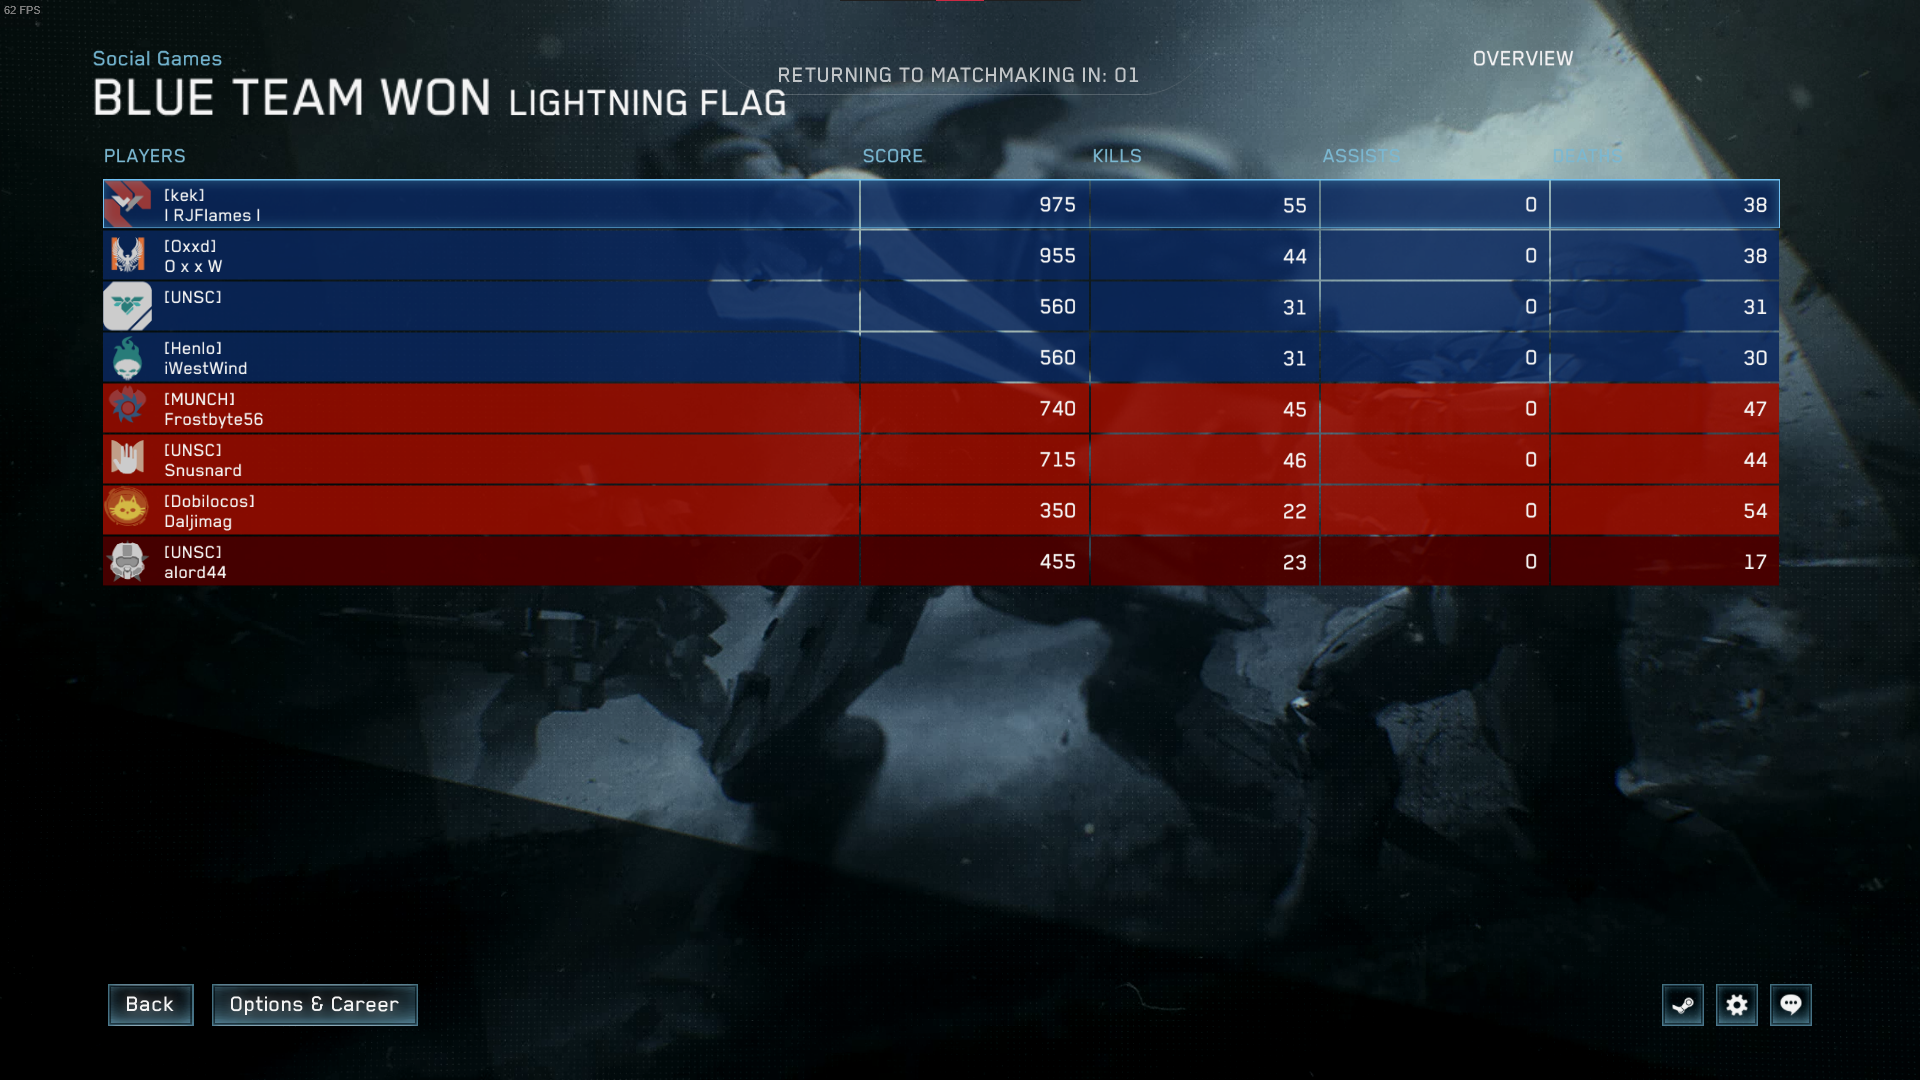 62 FPS
Social Games
BLUE TEAM WON LIGHTNING FLAG
RETURNING TO MATCHMAKING IN: 01
OVERVIEW
PLAYERS SCORE KILLS ASSISTS DEATHS
[kek]
I RJFlames I 975 55 0 38
[Oxxd]
O x x W 955 44 0 38
[UNSC] 560 31 0 31
[Henlo]
iWestWind 560 31 0 30
[MUNCH]
Frostbyte56 740 45 0 47
[UNSC]
Snusnard 715 46 0 44
[Dobilocos]
Daljimag 350 22 0 54
[UNSC]
alord44 455 23 0 17
Back Options & Career